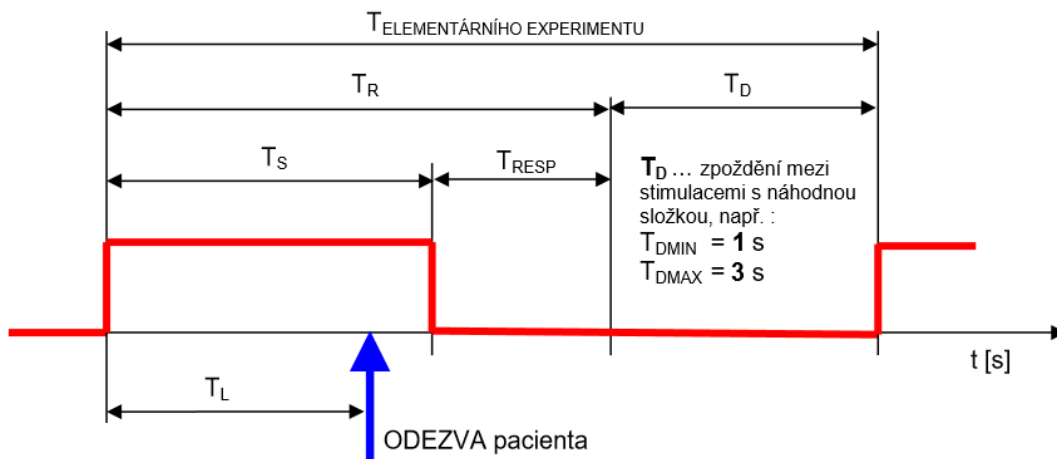 TELEMENTÁRNÍHO EXPERIMENTU
TR
TD
TS
TRESP
TD ... zpoždění mezi
stimulacemi s náhodnou
složkou, např. :
TDMIN = 1 s
TDMAX = 3 s
t [s]
TL
ODEZVA pacienta